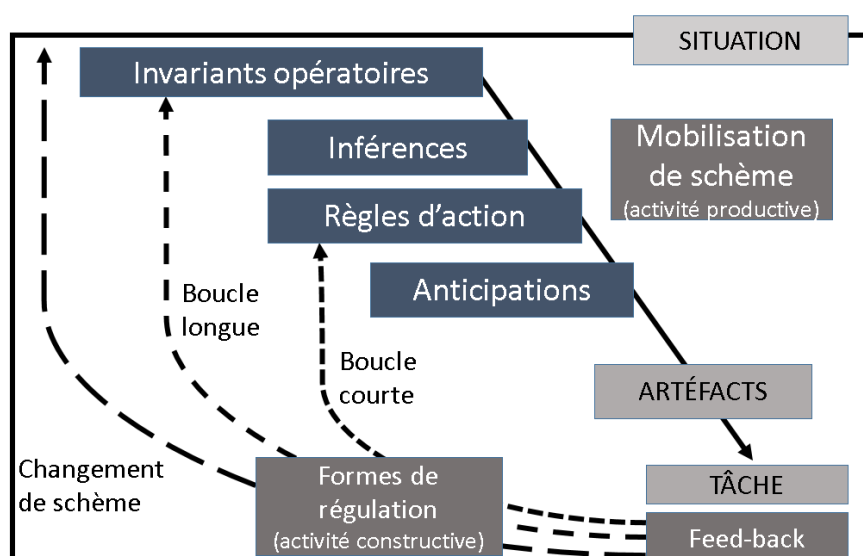 SITUATION
Invariants opératoires
Inférences
Mobilisation
de schème
(activité productive)
Règles d’action
Anticipations
Boucle
longue
Boucle
courte
ARTÉFACTS
Changement
de schème
Formes de
régulation
(activité constructive)
TÂCHE
Feed-back